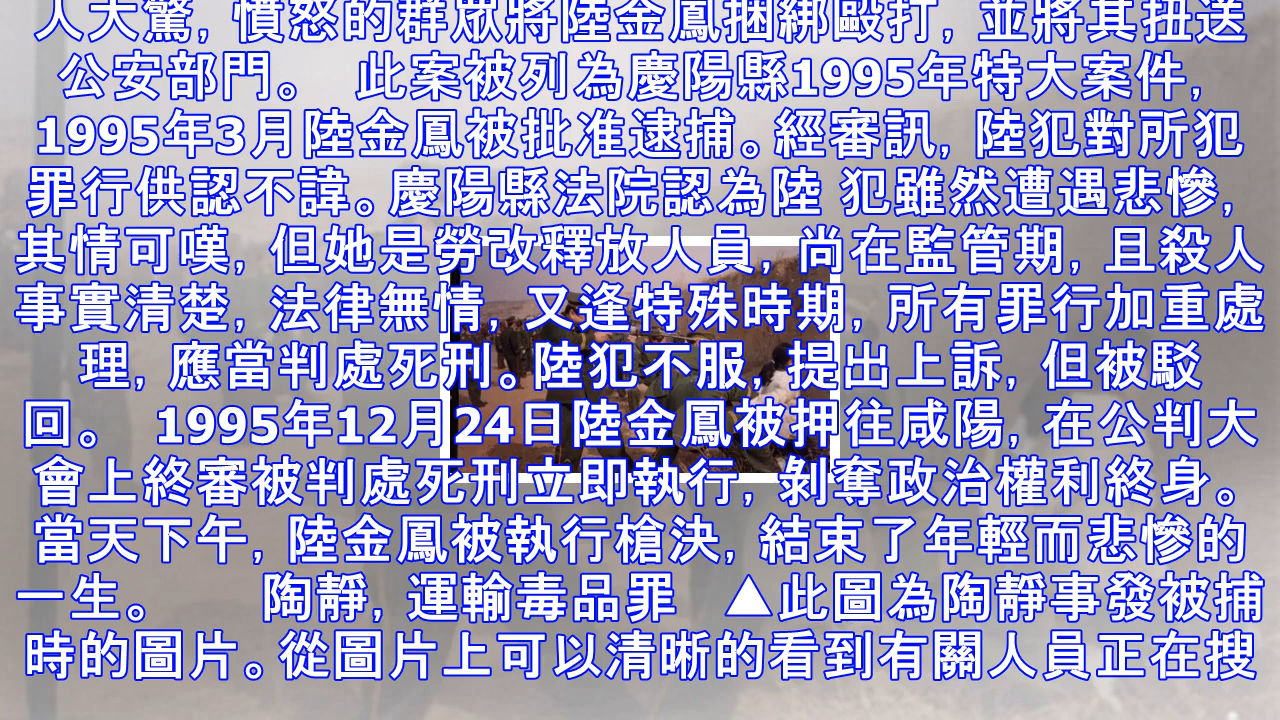 人大驚, 憤怒的群眾將陸金鳳捆綁毆打, 並將其扭送
公安部門。 此案被列為慶陽縣1995年特大案件,
1995年3月陸金鳳被批准逮捕。經審訊, 陸犯對所犯
罪行供認不諱。慶陽縣法院認為陸 犯雖然遭遇悲慘,
其情可嘆, 但她是勞改釋放人員, 尚在監管期, 且殺人
事實清楚, 法律無情, 又逢特殊時期, 所有罪行加重處
理, 應當判處死刑。陸犯不服, 提出上訴, 但被駁
回。 1995年12月24日陸金鳳被押往咸陽, 在公判大
會上終審被判處死刑立即執行, 剝奪政治權利終身。
當天下午, 陸金鳳被執行槍決, 結束了年輕而悲慘的
一生。 陶靜, 運輸毒品罪 ▲此圖為陶靜事發被捕
時的圖片。從圖片上可以清晰的看到有關人員正在搜